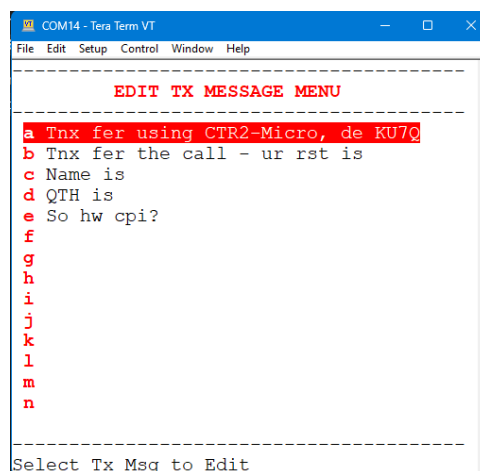 COM14 - Tera Term VT
File Edit Setup Control Window Help
----------------------------------------
EDIT TX MESSAGE MENU
----------------------------------------
a Tnx fer using CTR2-Micro, de KU7Q
b Tnx fer the call - ur rst is
c Name is
d QTH is
e So hw cpi?
f
g
h
i
j
k
l
m
n
----------------------------------------
Select Tx Msg to Edit